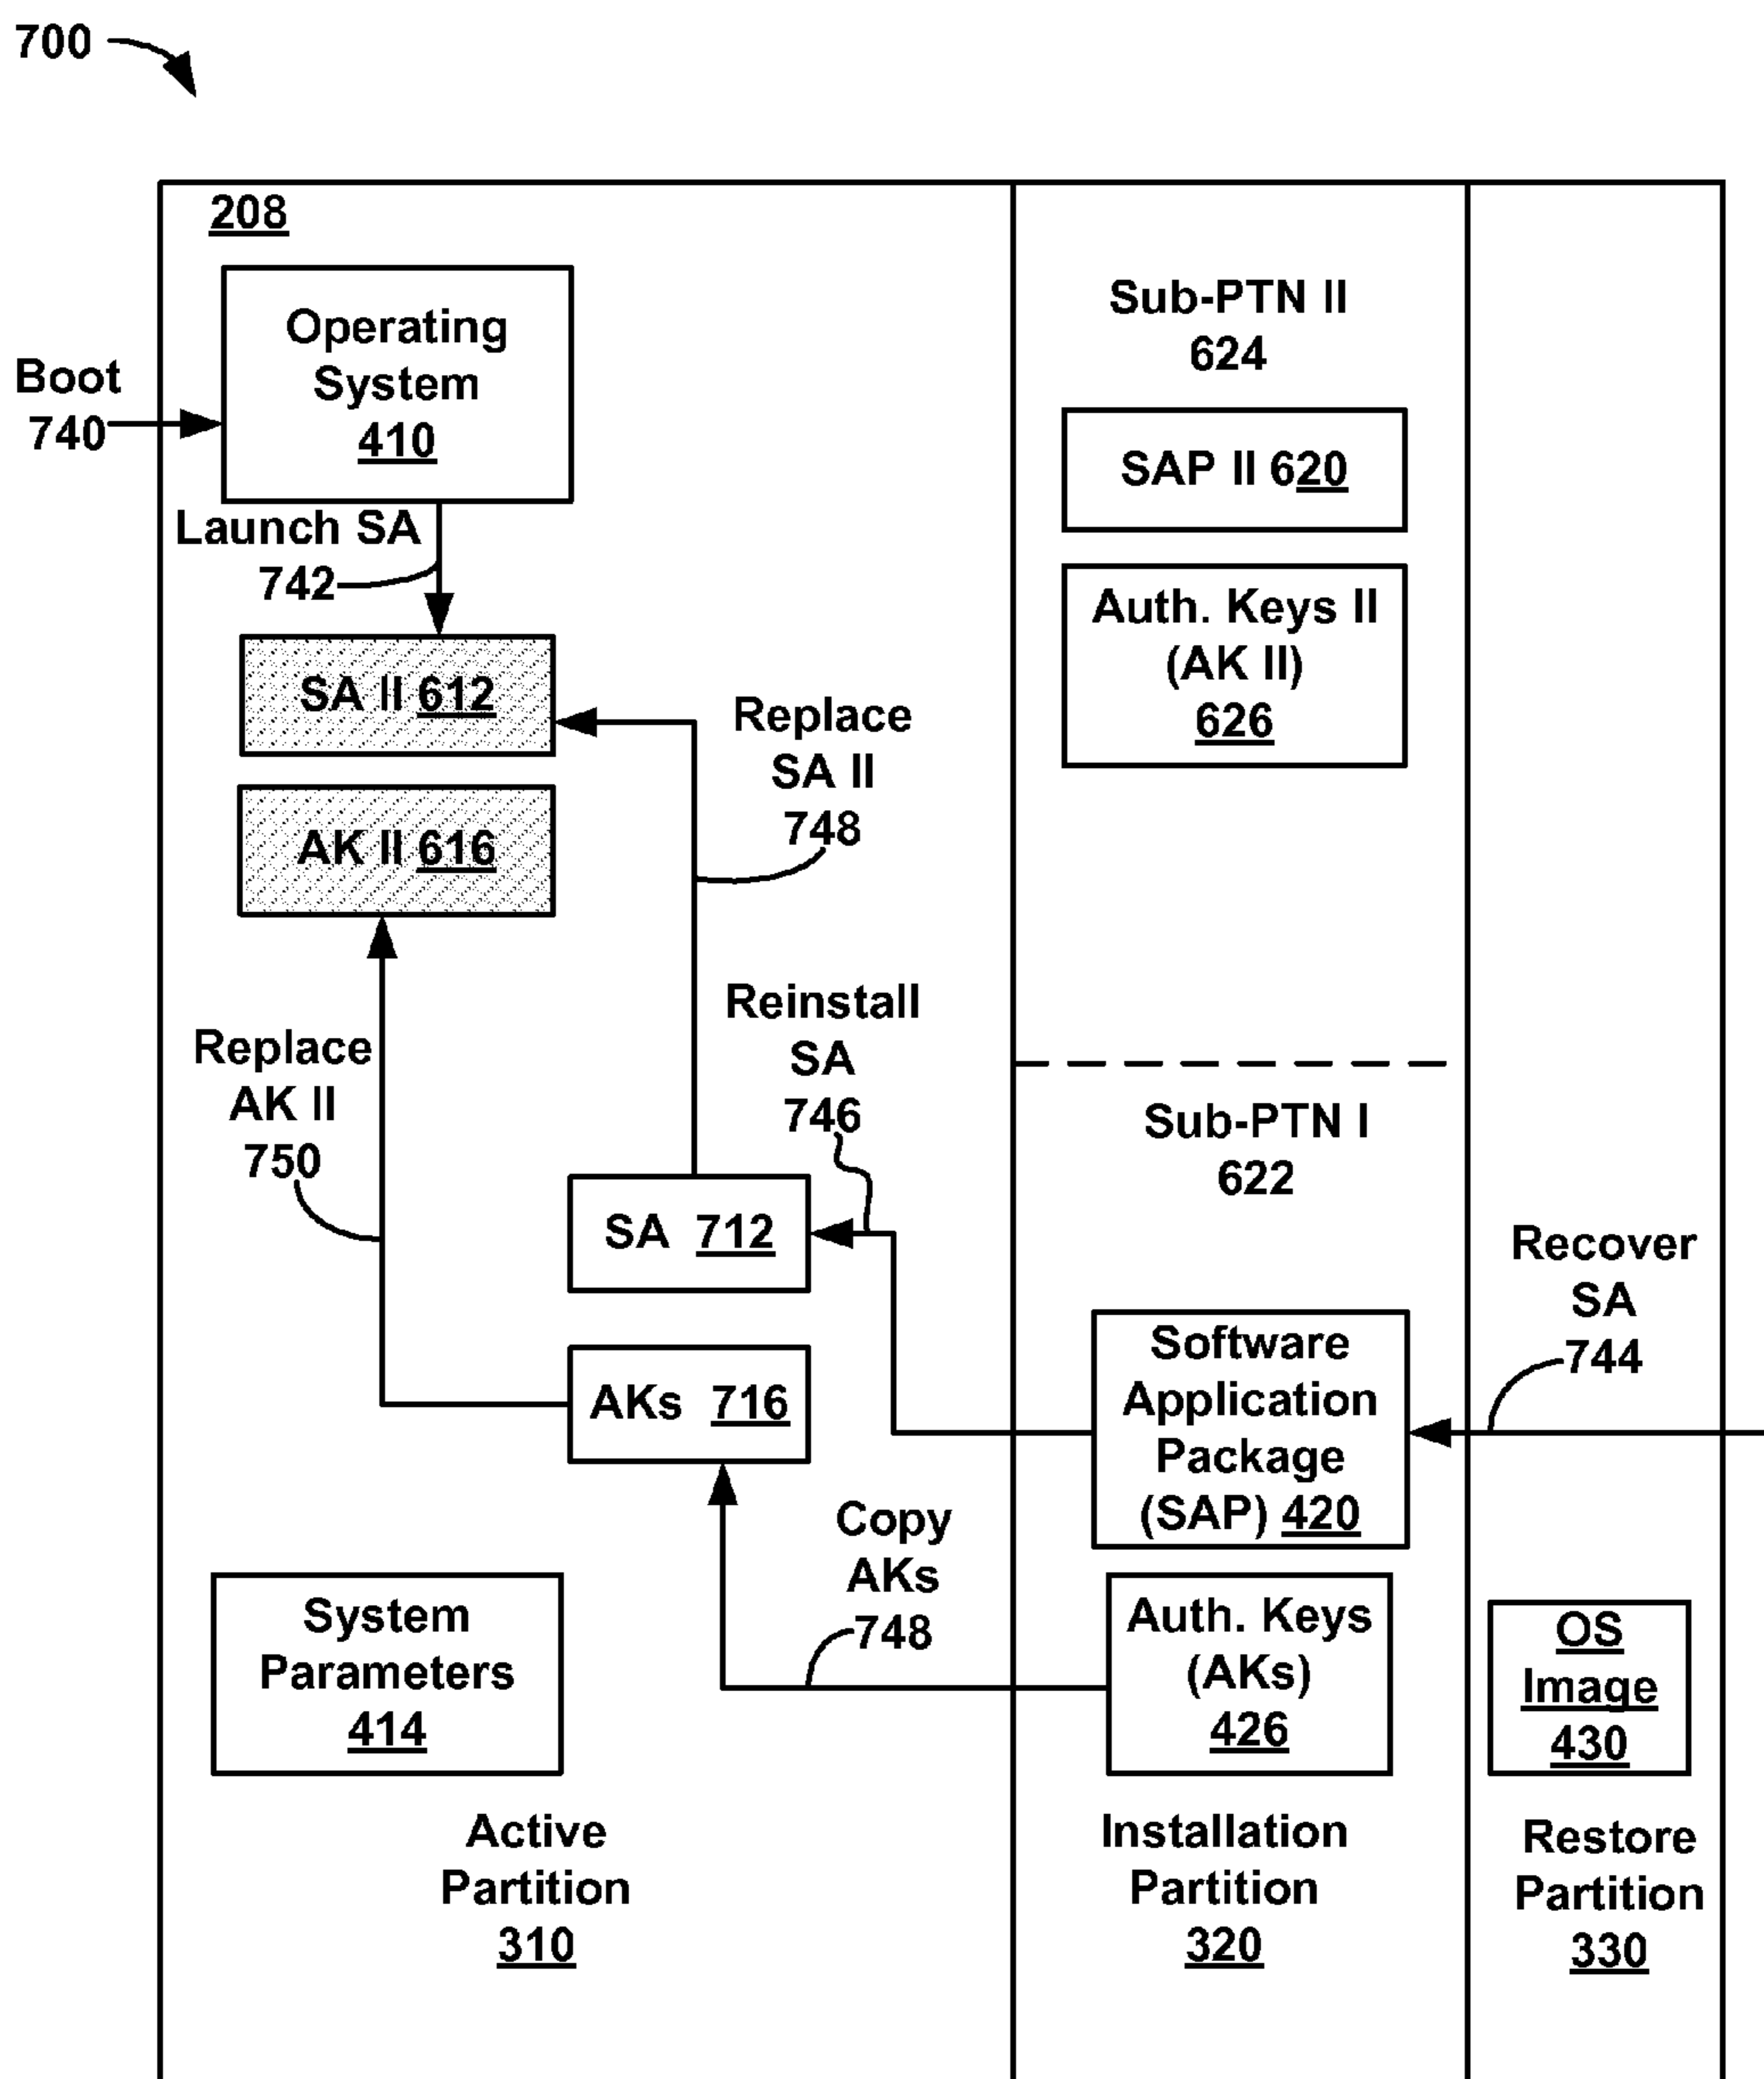 700
208
Operating
System
410
Boot
740
Launch SA
742
SA II 612
AK II 616
Replace
SA II
748
Replace
AK II
750
Reinstall
SA
746
SA 712
AKs 716
Copy
AKs
748
System
Parameters
414
Active
Partition
310
Sub-PTN II
624
SAP II 620
Auth. Keys II
(AK II)
626
Sub-PTN I
622
Software
Application
Package
(SAP) 420
Auth. Keys
(AKs)
426
Installation
Partition
320
Recover
SA
744
OS
Image
430
Restore
Partition
330